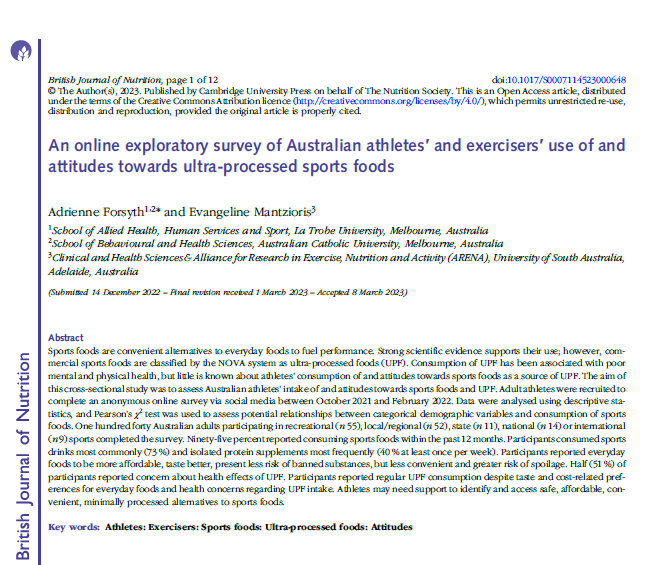 British Journal of Nutrition, page 1 of 12
doi:10.1017/S0007114523000648
© The Author(s), 2023. Published by Cambridge University Press on behalf of The Nutrition Society. This is an Open Access article, distributed
under the terms of the Creative Commons Attribution licence (http://creativecommons.org/licenses/by/4.0/), which permits unrestricted re-use,
distribution and reproduction, provided the original article is properly cited.
An online exploratory survey of Australian athletes’ and exercisers’ use of and
attitudes towards ultra-processed sports foods
Adrienne Forsyth1,2* and Evangeline Mantzioris3
1School of Allied Health, Human Services and Sport, La Trobe University, Melbourne, Australia
2School of Behavioural and Health Sciences, Australian Catholic University, Melbourne, Australia
3Clinical and Health Sciences & Alliance for Research in Exercise, Nutrition and Activity (ARENA), University of South Australia,
Adelaide, Australia
(Submitted 14 December 2022 – Final revision received 1 March 2023 – Accepted 8 March 2023)
Abstract
Sports foods are convenient alternatives to everyday foods to fuel performance. Strong scientific evidence supports their use; however, com-
mercial sports foods are classified by the NOVA system as ultra-processed foods (UPF). Consumption of UPF has been associated with poor
mental and physical health, but little is known about athletes’ consumption of and attitudes towards sports foods as a source of UPF. The aim of
this cross-sectional study was to assess Australian athletes’ intake of and attitudes towards sports foods and UPF. Adult athletes were recruited to
complete an anonymous online survey via social media between October 2021 and February 2022. Data were analysed using descriptive sta-
tistics, and Pearson’s χ2 test was used to assess potential relationships between categorical demographic variables and consumption of sports
foods. One hundred forty Australian adults participating in recreational (n 55), local/regional (n 52), state (n 11), national (n 14) or international
(n 9) sports completed the survey. Ninety-five percent reported consuming sports foods within the past 12 months. Participants consumed sports
drinks most commonly (73 %) and isolated protein supplements most frequently (40 % at least once per week). Participants reported everyday
foods to be more affordable, taste better, present less risk of banned substances, but less convenient and greater risk of spoilage. Half (51 %) of
participants reported concern about health effects of UPF. Participants reported regular UPF consumption despite taste and cost-related pref-
erences for everyday foods and health concerns regarding UPF intake. Athletes may need support to identify and access safe, affordable, con-
venient, minimally processed alternatives to sports foods.
Key words: Athletes: Exercisers: Sports foods: Ultra-processed foods: Attitudes
British Journal of Nutrition